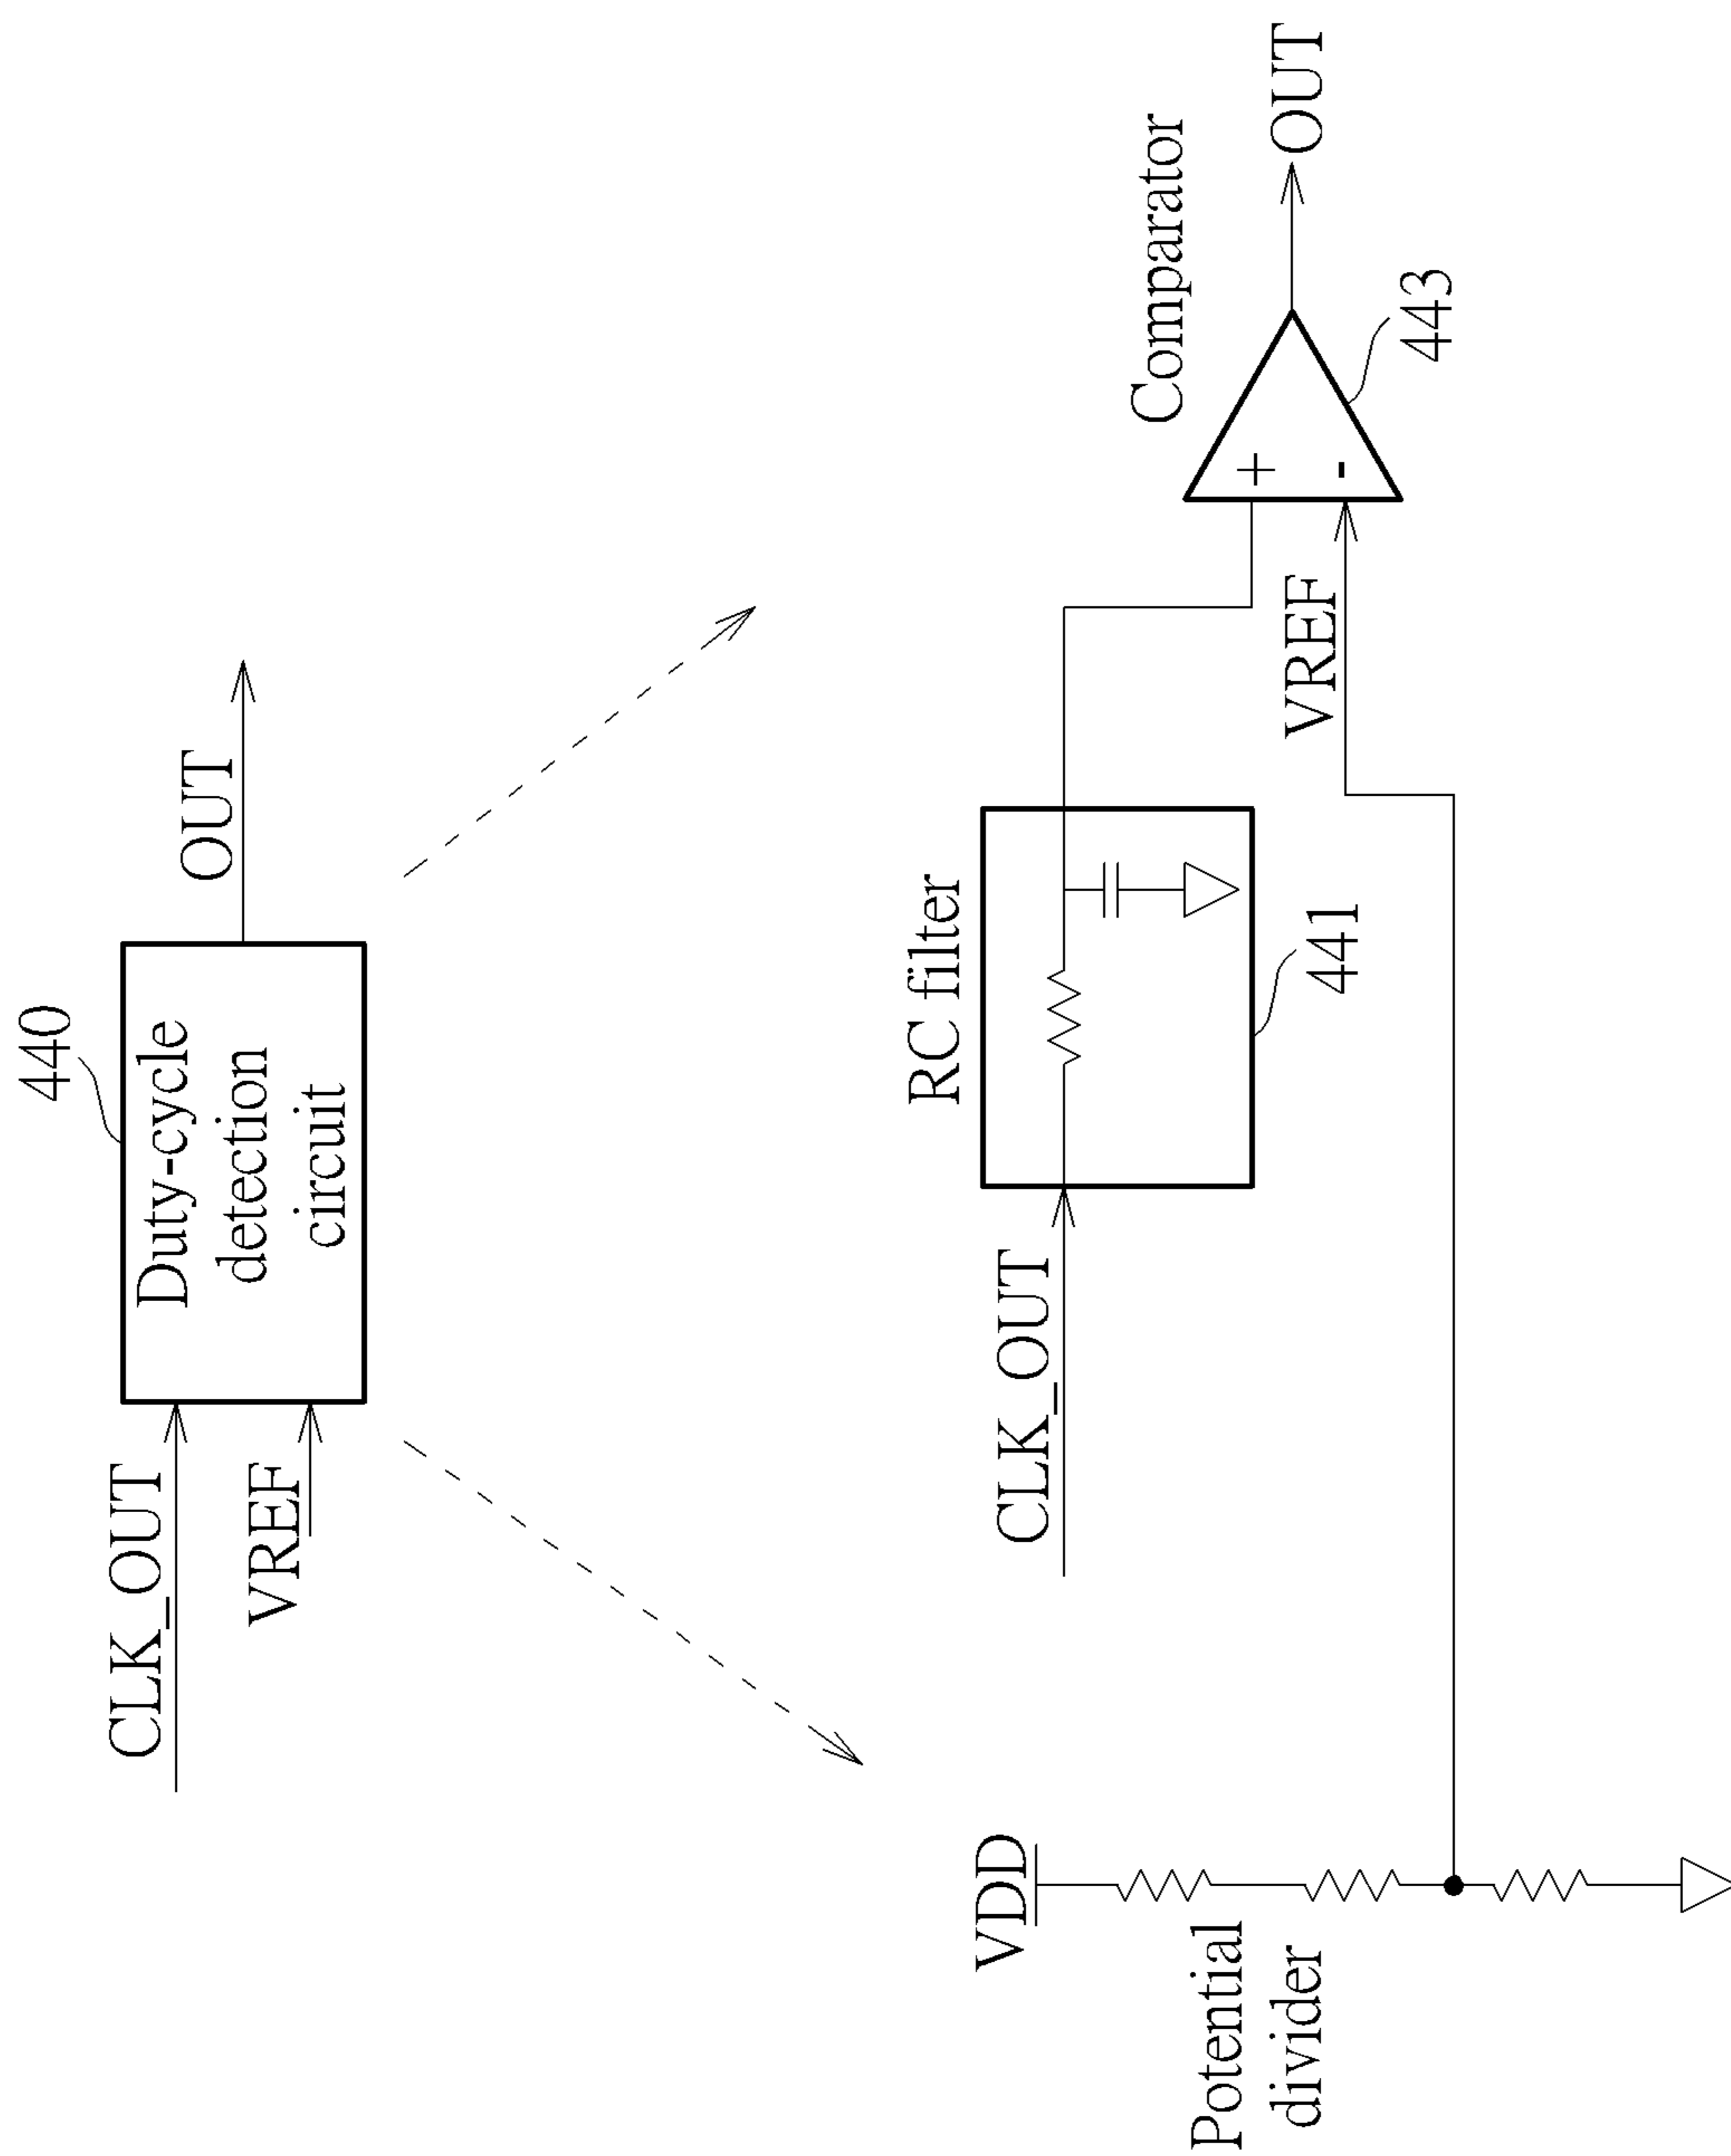 440
CLK_OUT
VREF
Duty-cycle
detection
circuit
OUT
VDD
Potential
divider
CLK_OUT
RC filter
441
VREF
Comparator
+
-
443
OUT